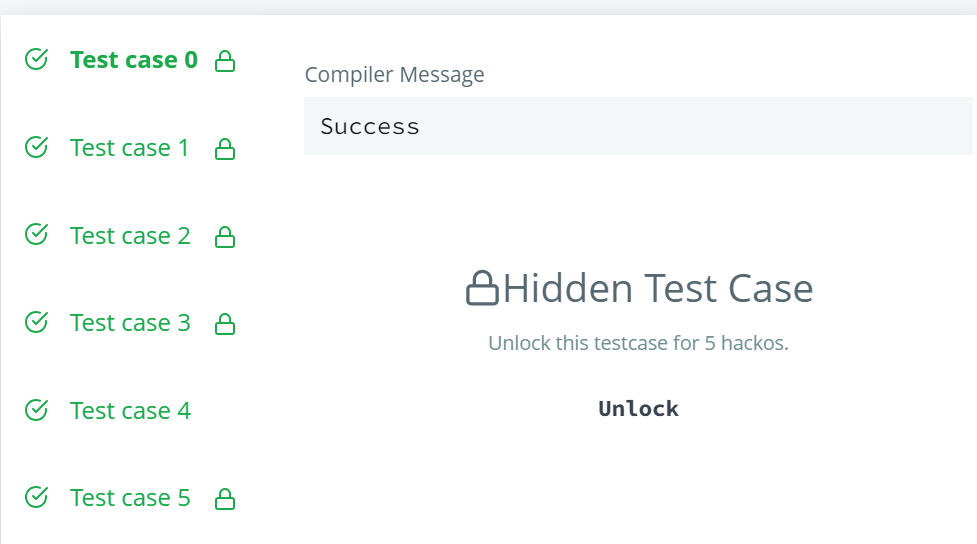 Test case 0
Test case 1
Test case 2
Test case 3
Test case 4
Test case 5
Compiler Message
Success
Hidden Test Case
Unlock this testcase for 5 hackos.
Unlock